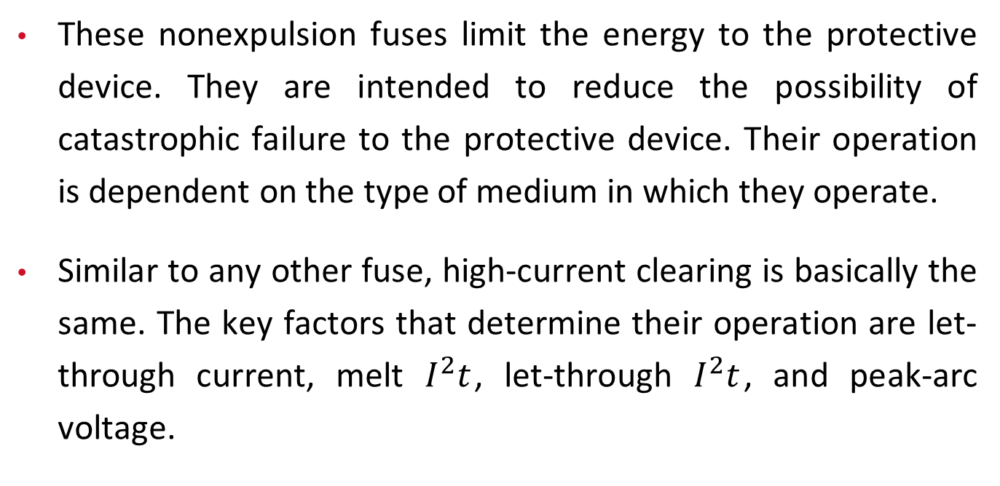 • These nonexpulsion fuses limit the energy to the protective
device. They are intended to reduce the possibility of
catastrophic failure to the protective device. Their operation
is dependent on the type of medium in which they operate.
• Similar to any other fuse, high-current clearing is basically the
same. The key factors that determine their operation are let-
through current, melt I²t, let-through I²t, and peak-arc
voltage.